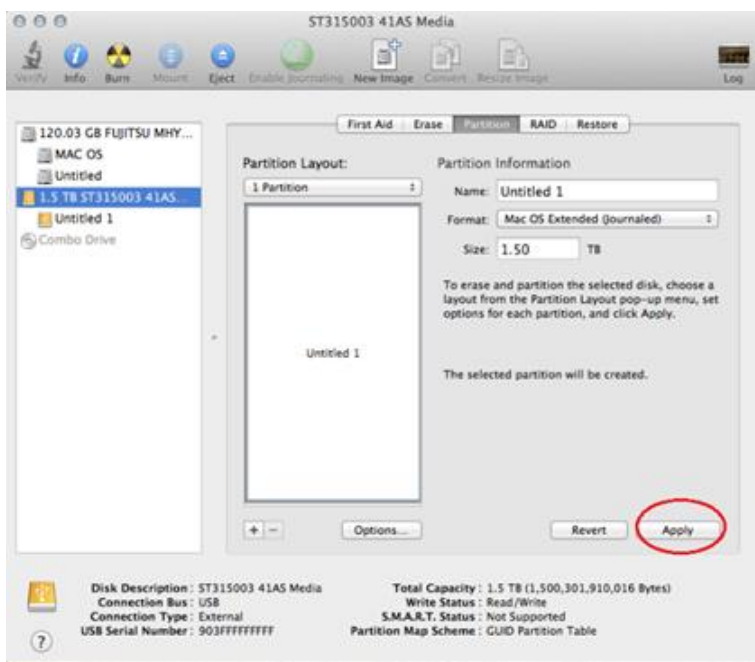 ST315003 41AS Media
Verify Info Burn Mount Eject Enable Journaling New Image Convert Resize Image Log
First Aid Erase Partition RAID Restore
120.03 GB FUJITSU MHY...
MAC OS
Untitled
1.5 TB ST315003 41AS...
Untitled 1
Combo Drive
Partition Layout:
1 Partition
Untitled 1
+ - Options...
Partition Information
Name: Untitled 1
Format: Mac OS Extended (Journaled)
Size: 1.50 TB
To erase and partition the selected disk, choose a
layout from the Partition Layout pop-up menu, set
options for each partition, and click Apply.
The selected partition will be created.
Revert Apply
Disk Description : ST315003 41AS Media
Connection Bus : USB
Connection Type : External
USB Serial Number : 903FFFFFFFFF
Total Capacity : 1.5 TB (1,500,301,910,016 Bytes)
Write Status : Read/Write
S.M.A.R.T. Status : Not Supported
Partition Map Scheme : GUID Partition Table
?